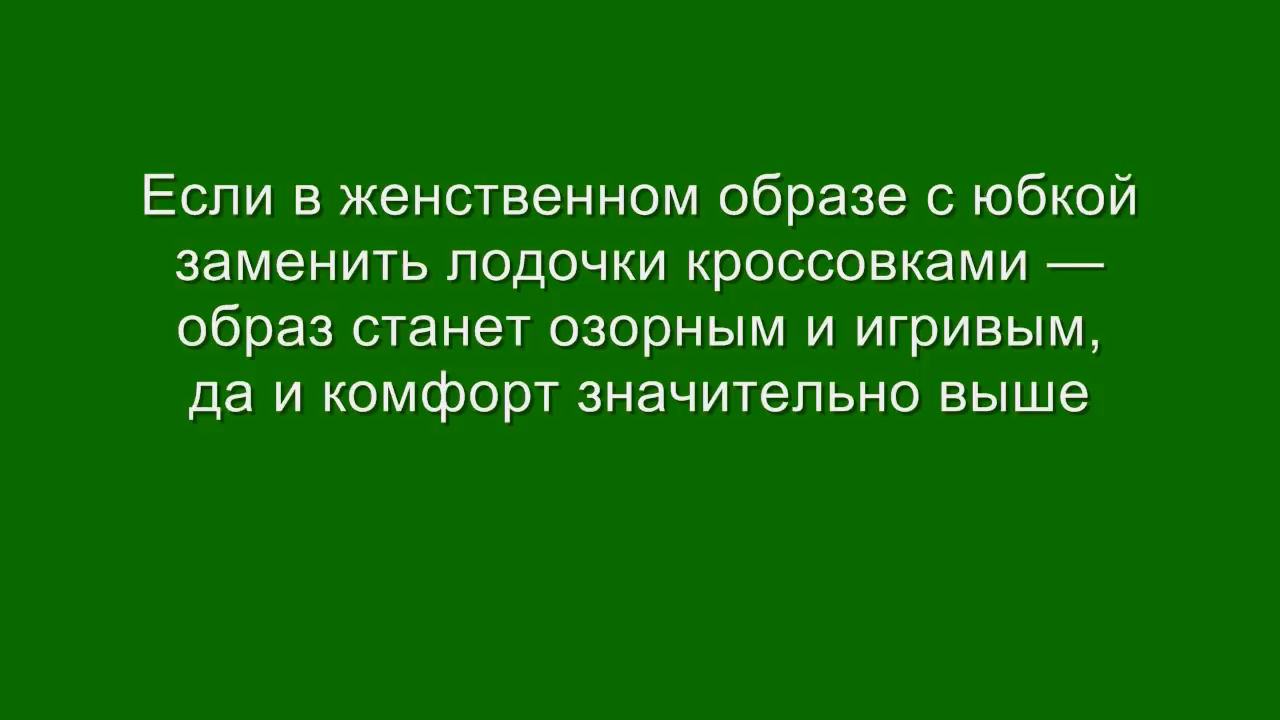 Если в женственном образе с юбкой
заменить лодочки кроссовками —
образ станет озорным и игривым,
да и комфорт значительно выше